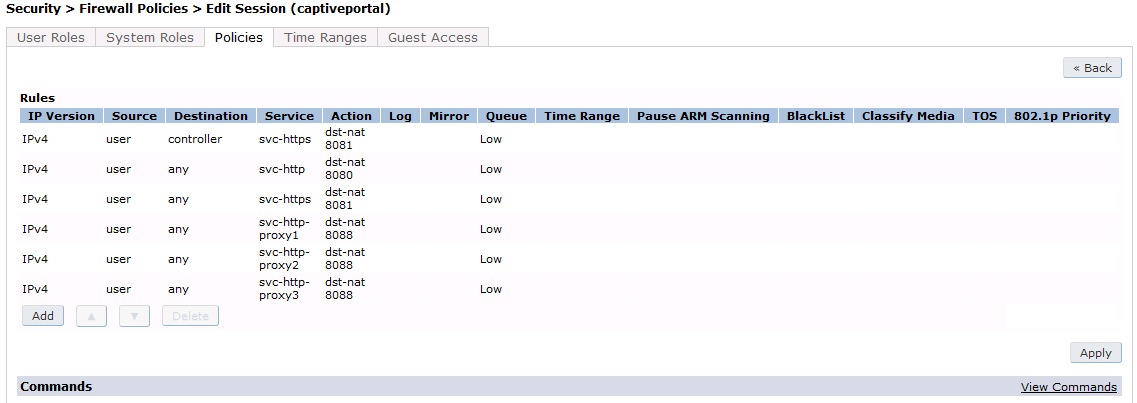 Security > Firewall Policies > Edit Session (captiveportal)
User Roles System Roles Policies Time Ranges Guest Access
« Back
Rules
IP Version Source Destination Service Action Log Mirror Queue Time Range Pause ARM Scanning BlackList Classify Media TOS 802.1p Priority
IPv4 user controller svc-https dst-nat 8081 Low
IPv4 user any svc-http dst-nat 8080 Low
IPv4 user any svc-https dst-nat 8081 Low
IPv4 user any svc-http-proxy1 dst-nat 8088 Low
IPv4 user any svc-http-proxy2 dst-nat 8088 Low
IPv4 user any svc-http-proxy3 dst-nat 8088 Low
Add ▲ ▼ Delete
Apply
Commands View Commands